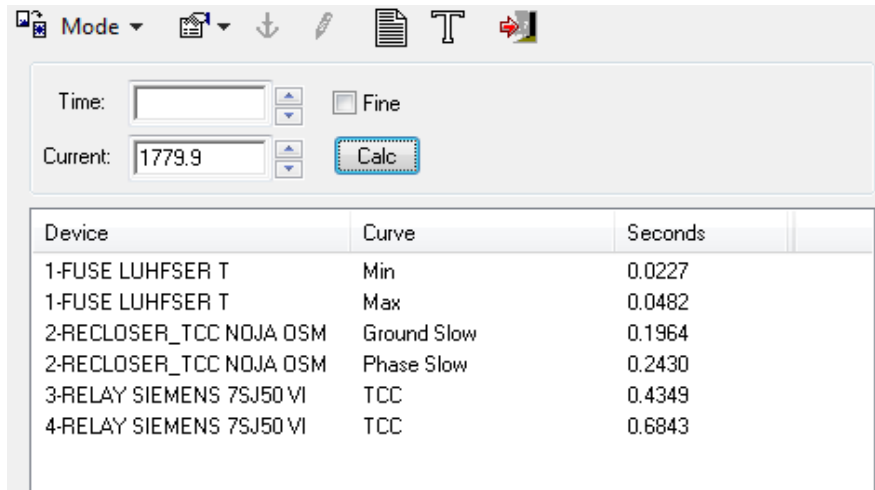 Mode
Time:
Fine
Current: 1779.9 Calc
Device Curve Seconds
1-FUSE LUHFSER T Min 0.0227
1-FUSE LUHFSER T Max 0.0482
2-RECLOSER_TCC NOJA OSM Ground Slow 0.1964
2-RECLOSER_TCC NOJA OSM Phase Slow 0.2430
3-RELAY SIEMENS 7SJ50 VI TCC 0.4349
4-RELAY SIEMENS 7SJ50 VI TCC 0.6843